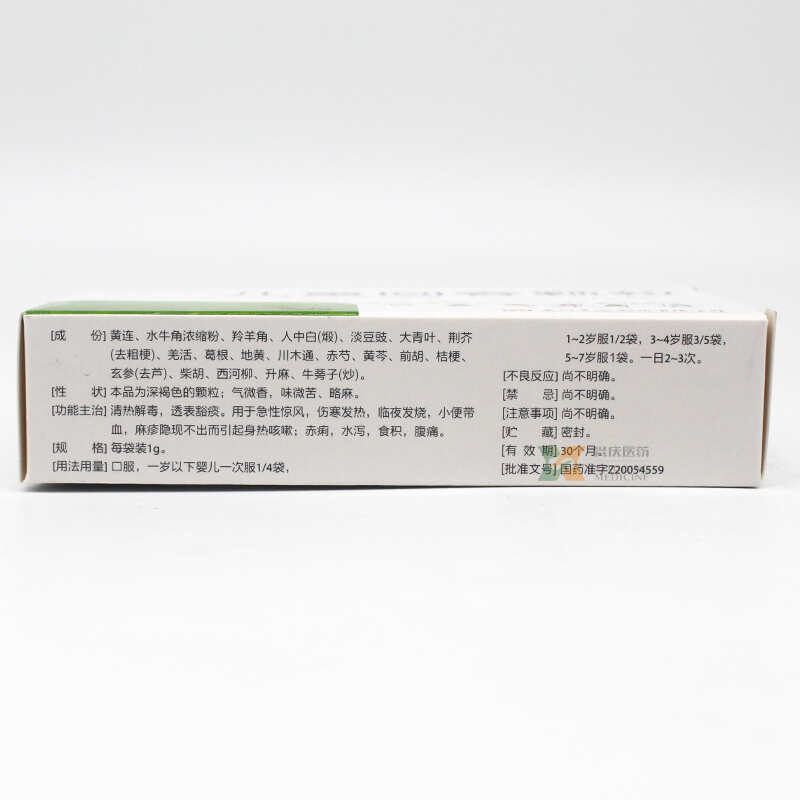 [成　份] 黄连、水牛角浓缩粉、羚羊角、人中白(煅)、淡豆豉、大青叶、荆芥
(去粗梗)、羌活、葛根、地黄、川木通、赤芍、黄芩、前胡、桔梗、
玄参(去芦)、柴胡、西河柳、升麻、牛蒡子(炒)。
[性　状] 本品为深褐色的颗粒；气微香，味微苦、略麻。
[功能主治] 清热解毒，透表豁痰。用于急性惊风，伤寒发热，临夜发烧，小便带
血，麻疹隐现不出而引起身热咳嗽；赤痢，水泻，食积，腹痛。
[规　格] 每袋装1g。
[用法用量] 口服，一岁以下婴儿一次服1/4袋，
1~2岁服1/2袋，3~4岁服3/5袋，
5~7岁服1袋。一日2~3次。
[不良反应] 尚不明确。
[禁　忌] 尚不明确。
[注意事项] 尚不明确。
[贮　藏] 密封。
[有 效 期] 30个月
[批准文号] 国药准字Z20054559
MEDICINE